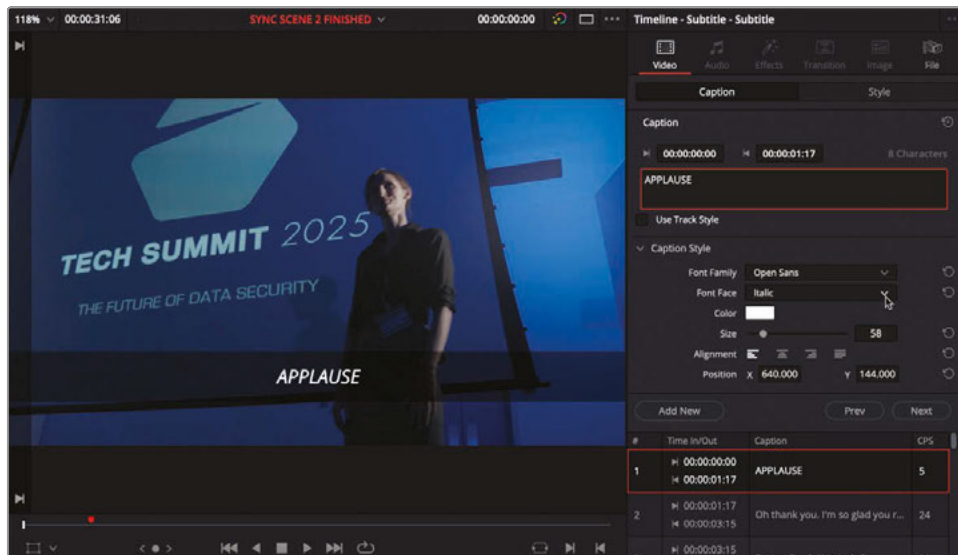 118% 00:00:31:06 SYNC SCENE 2 FINISHED 00:00:00:00 Timeline - Subtitle - Subtitle
Video Audio Effects Transition Image File
Caption Style
Caption
00:00:00:00 00:00:01:17 8 Characters
APPLAUSE
Use Track Style
Caption Style
Font Family Open Sans
Font Face Italic
Color
Size 58
Alignment
Position X 640.000 Y 144.000
Add New Prev Next
# Time In/Out Caption CPS
1 00:00:00:00 APPLAUSE 5
00:00:01:17
2 00:00:01:17 Oh thank you. I'm so glad you r... 24
00:00:03:15
00:00:03:15
TECH SUMMIT 2025
THE FUTURE OF DATA SECURITY
APPLAUSE